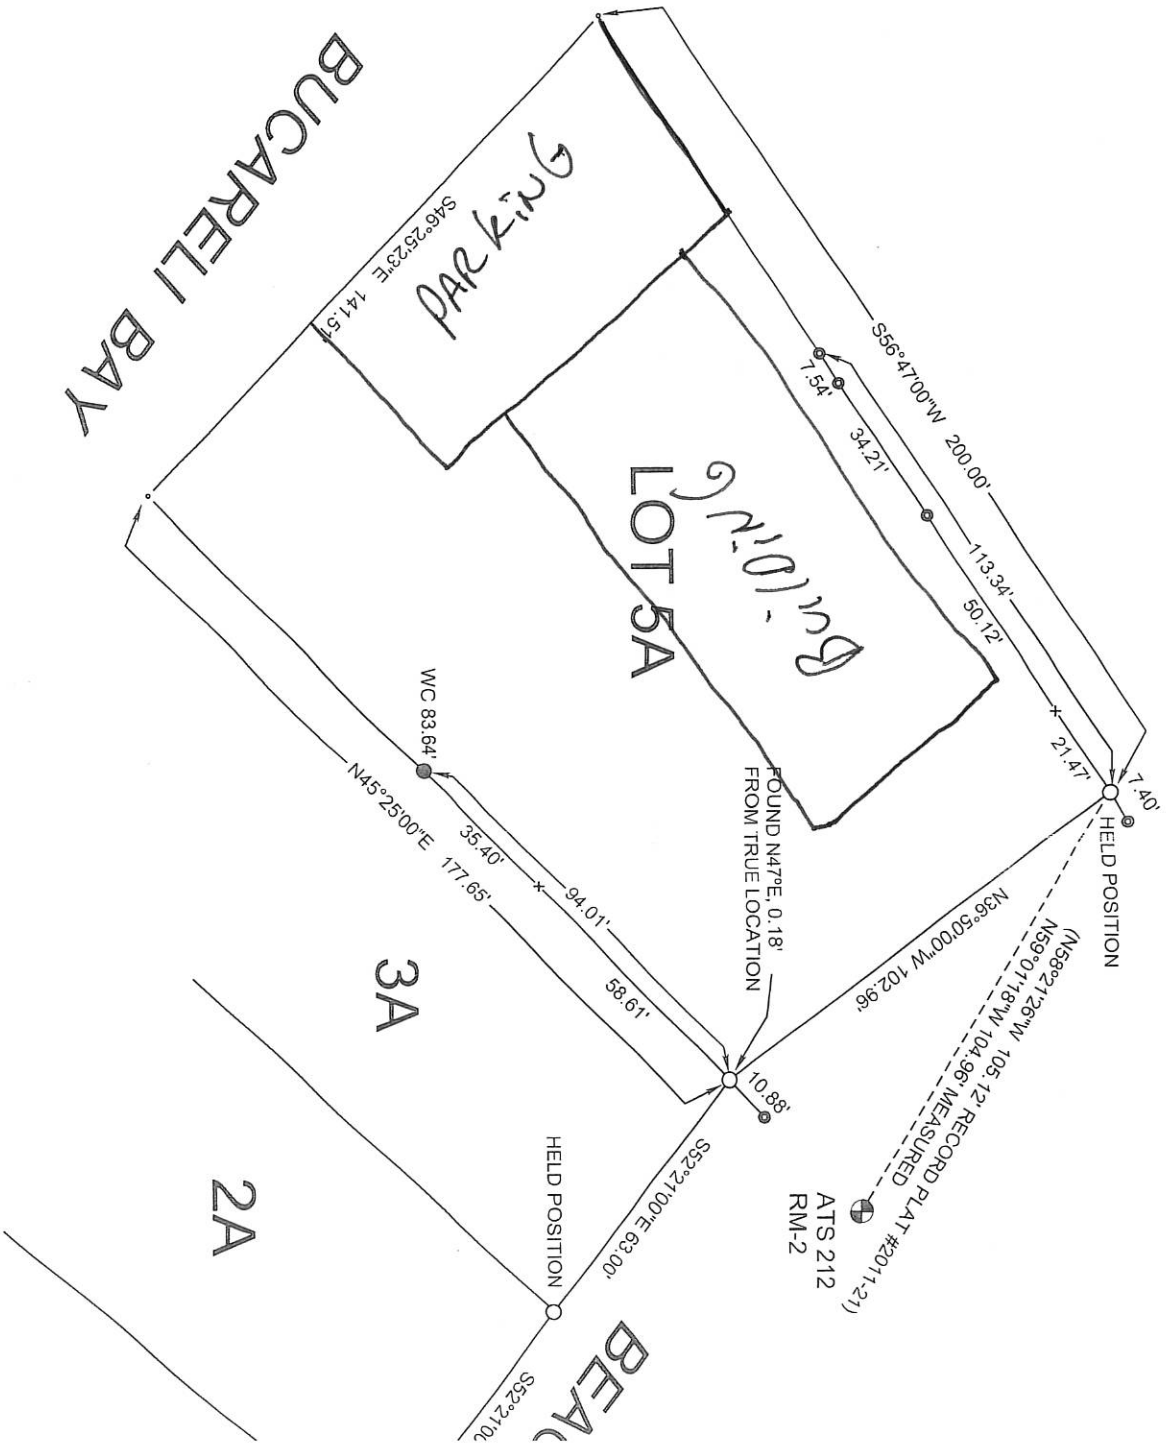 BUCARELI BAY
S46°25'23"E 141.51
PARKiNG
BuilDiNG
LOT 5A
S56°47'00"W 200.00'
7.54'
34.21'
113.34'
50.12'
21.47'
7.40'
HELD POSITION
(N58°21'26"W 105.12' RECORD PLAT #2011-21)
N59°01'18"W 104.96' MEASURED
N36°50'00"W 102.96'
FOUND N47°E, 0.18'
FROM TRUE LOCATION
WC 83.64'
35.40'
94.01'
58.61'
N45°25'00"E 177.65'
10.88'
ATS 212
RM-2
3A
2A
HELD POSITION
S52°21'00"E 63.00'
S52°21'00
BEAC